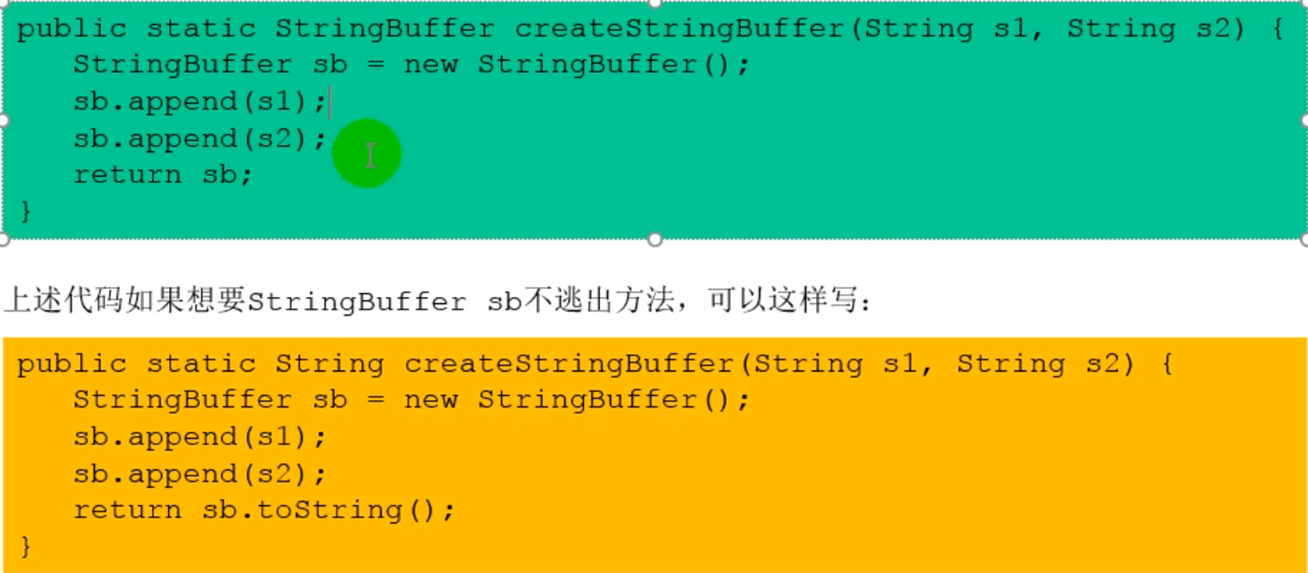 public static StringBuffer createStringBuffer(String s1, String s2) {
StringBuffer sb = new StringBuffer();
sb.append(s1);
sb.append(s2);
return sb;
}
上述代码如果想要StringBuffer sb不逃出方法，可以这样写：
public static String createStringBuffer(String s1, String s2) {
StringBuffer sb = new StringBuffer();
sb.append(s1);
sb.append(s2);
return sb.toString();
}